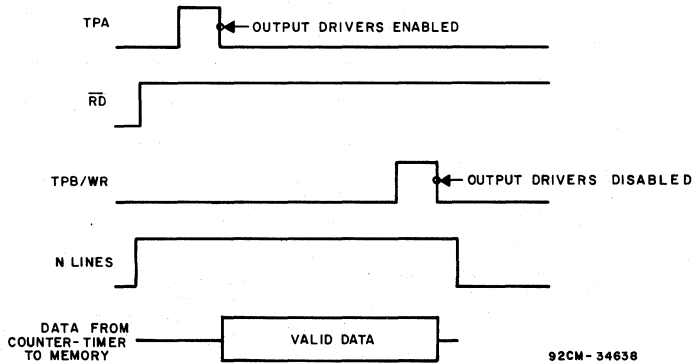 TPA
OUTPUT DRIVERS ENABLED
RD
TPB/WR
OUTPUT DRIVERS DISABLED
N LINES
DATA FROM
COUNTER-TIMER
TO MEMORY
VALID DATA
92CM-34638